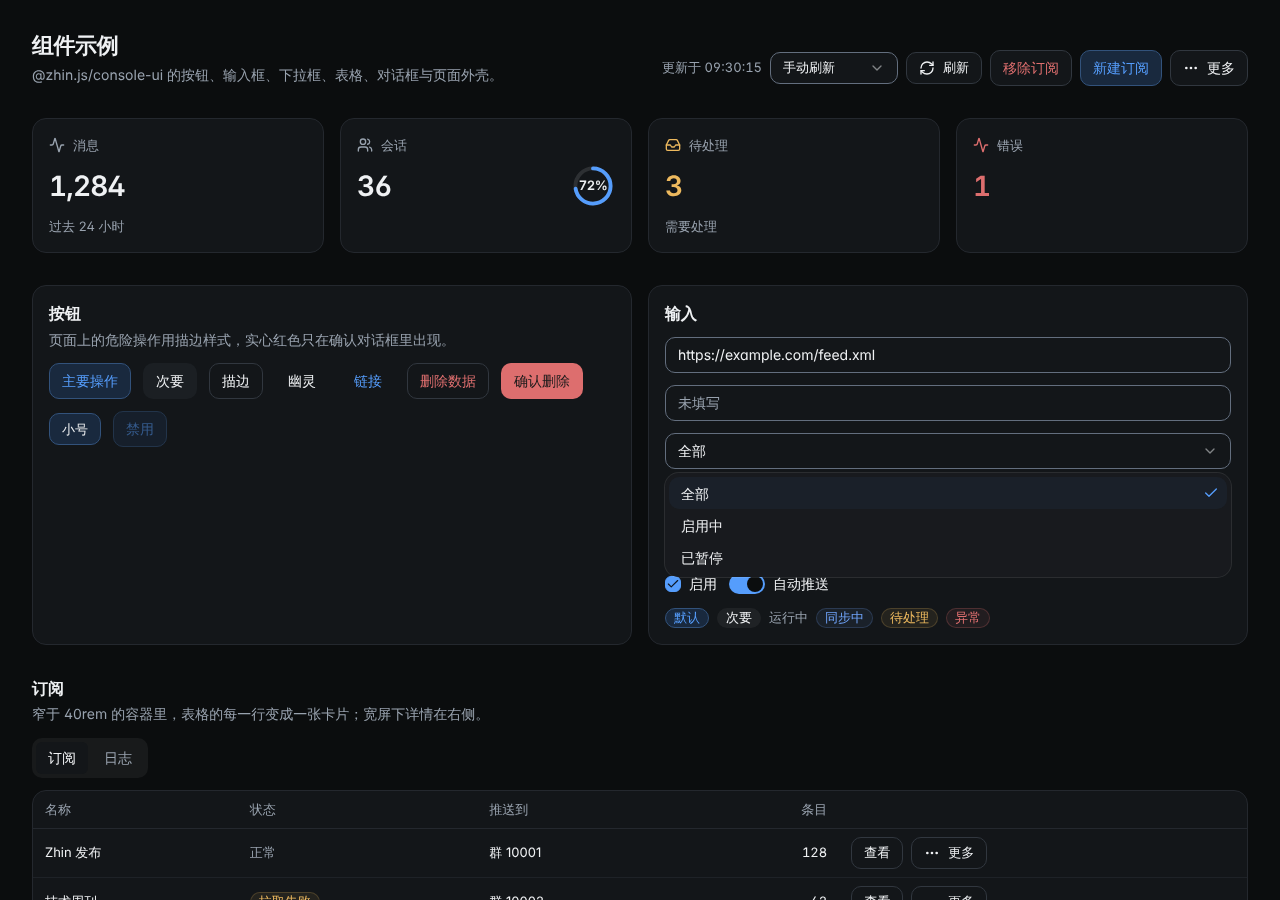 组件示例
@zhin.js/console-ui 的按钮、输入框、下拉框、表格、对话框与页面外壳。
更新于 09:30:15 手动刷新 刷新 移除订阅 新建订阅 更多
消息 会话 待处理 错误
1,284 36 72% 3 1
过去 24 小时 需要处理
按钮
页面上的危险操作用描边样式，实心红色只在确认对话框里出现。
主要操作 次要 描边 幽灵 链接 删除数据 确认删除
小号 禁用
输入
https://example.com/feed.xml
未填写
全部
全部
启用中
已暂停
启用 自动推送
默认 次要 运行中 同步中 待处理 异常
订阅
窄于 40rem 的容器里，表格的每一行变成一张卡片；宽屏下详情在右侧。
订阅 日志
名称 状态 推送到 条目
Zhin 发布 正常 群 10001 128 查看 更多